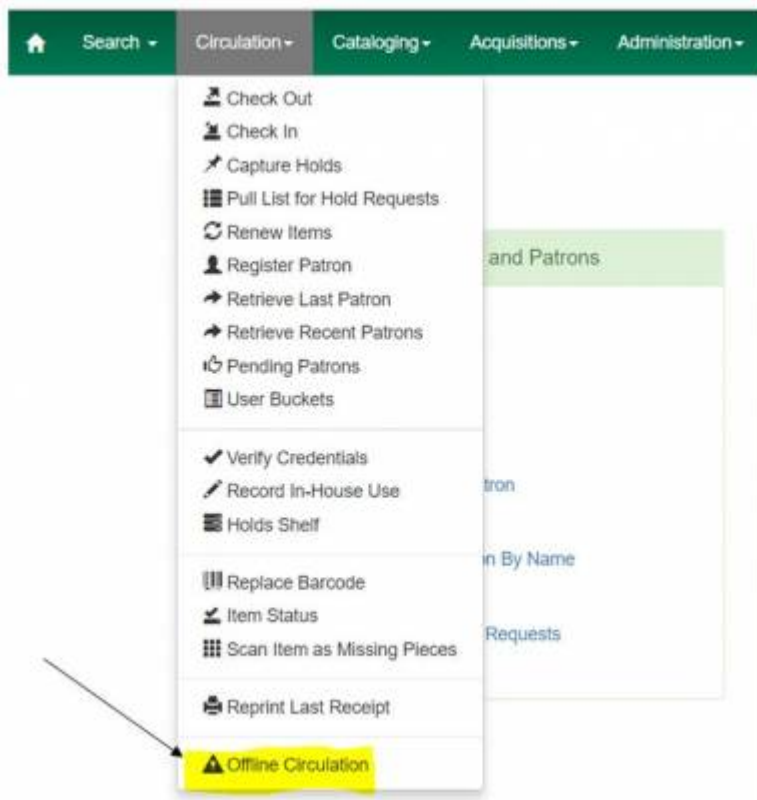 Search Circulation Cataloging Acquisitions Administration
Check Out
Check In
Capture Holds
Pull List for Hold Requests
Renew Items
Register Patron
and Patrons
Retrieve Last Patron
Retrieve Recent Patrons
Pending Patrons
User Buckets
Verify Credentials
tron
Record In-House Use
Holds Shelf
n By Name
Replace Barcode
Item Status
Requests
Scan Item as Missing Pieces
Reprint Last Receipt
Offline Circulation